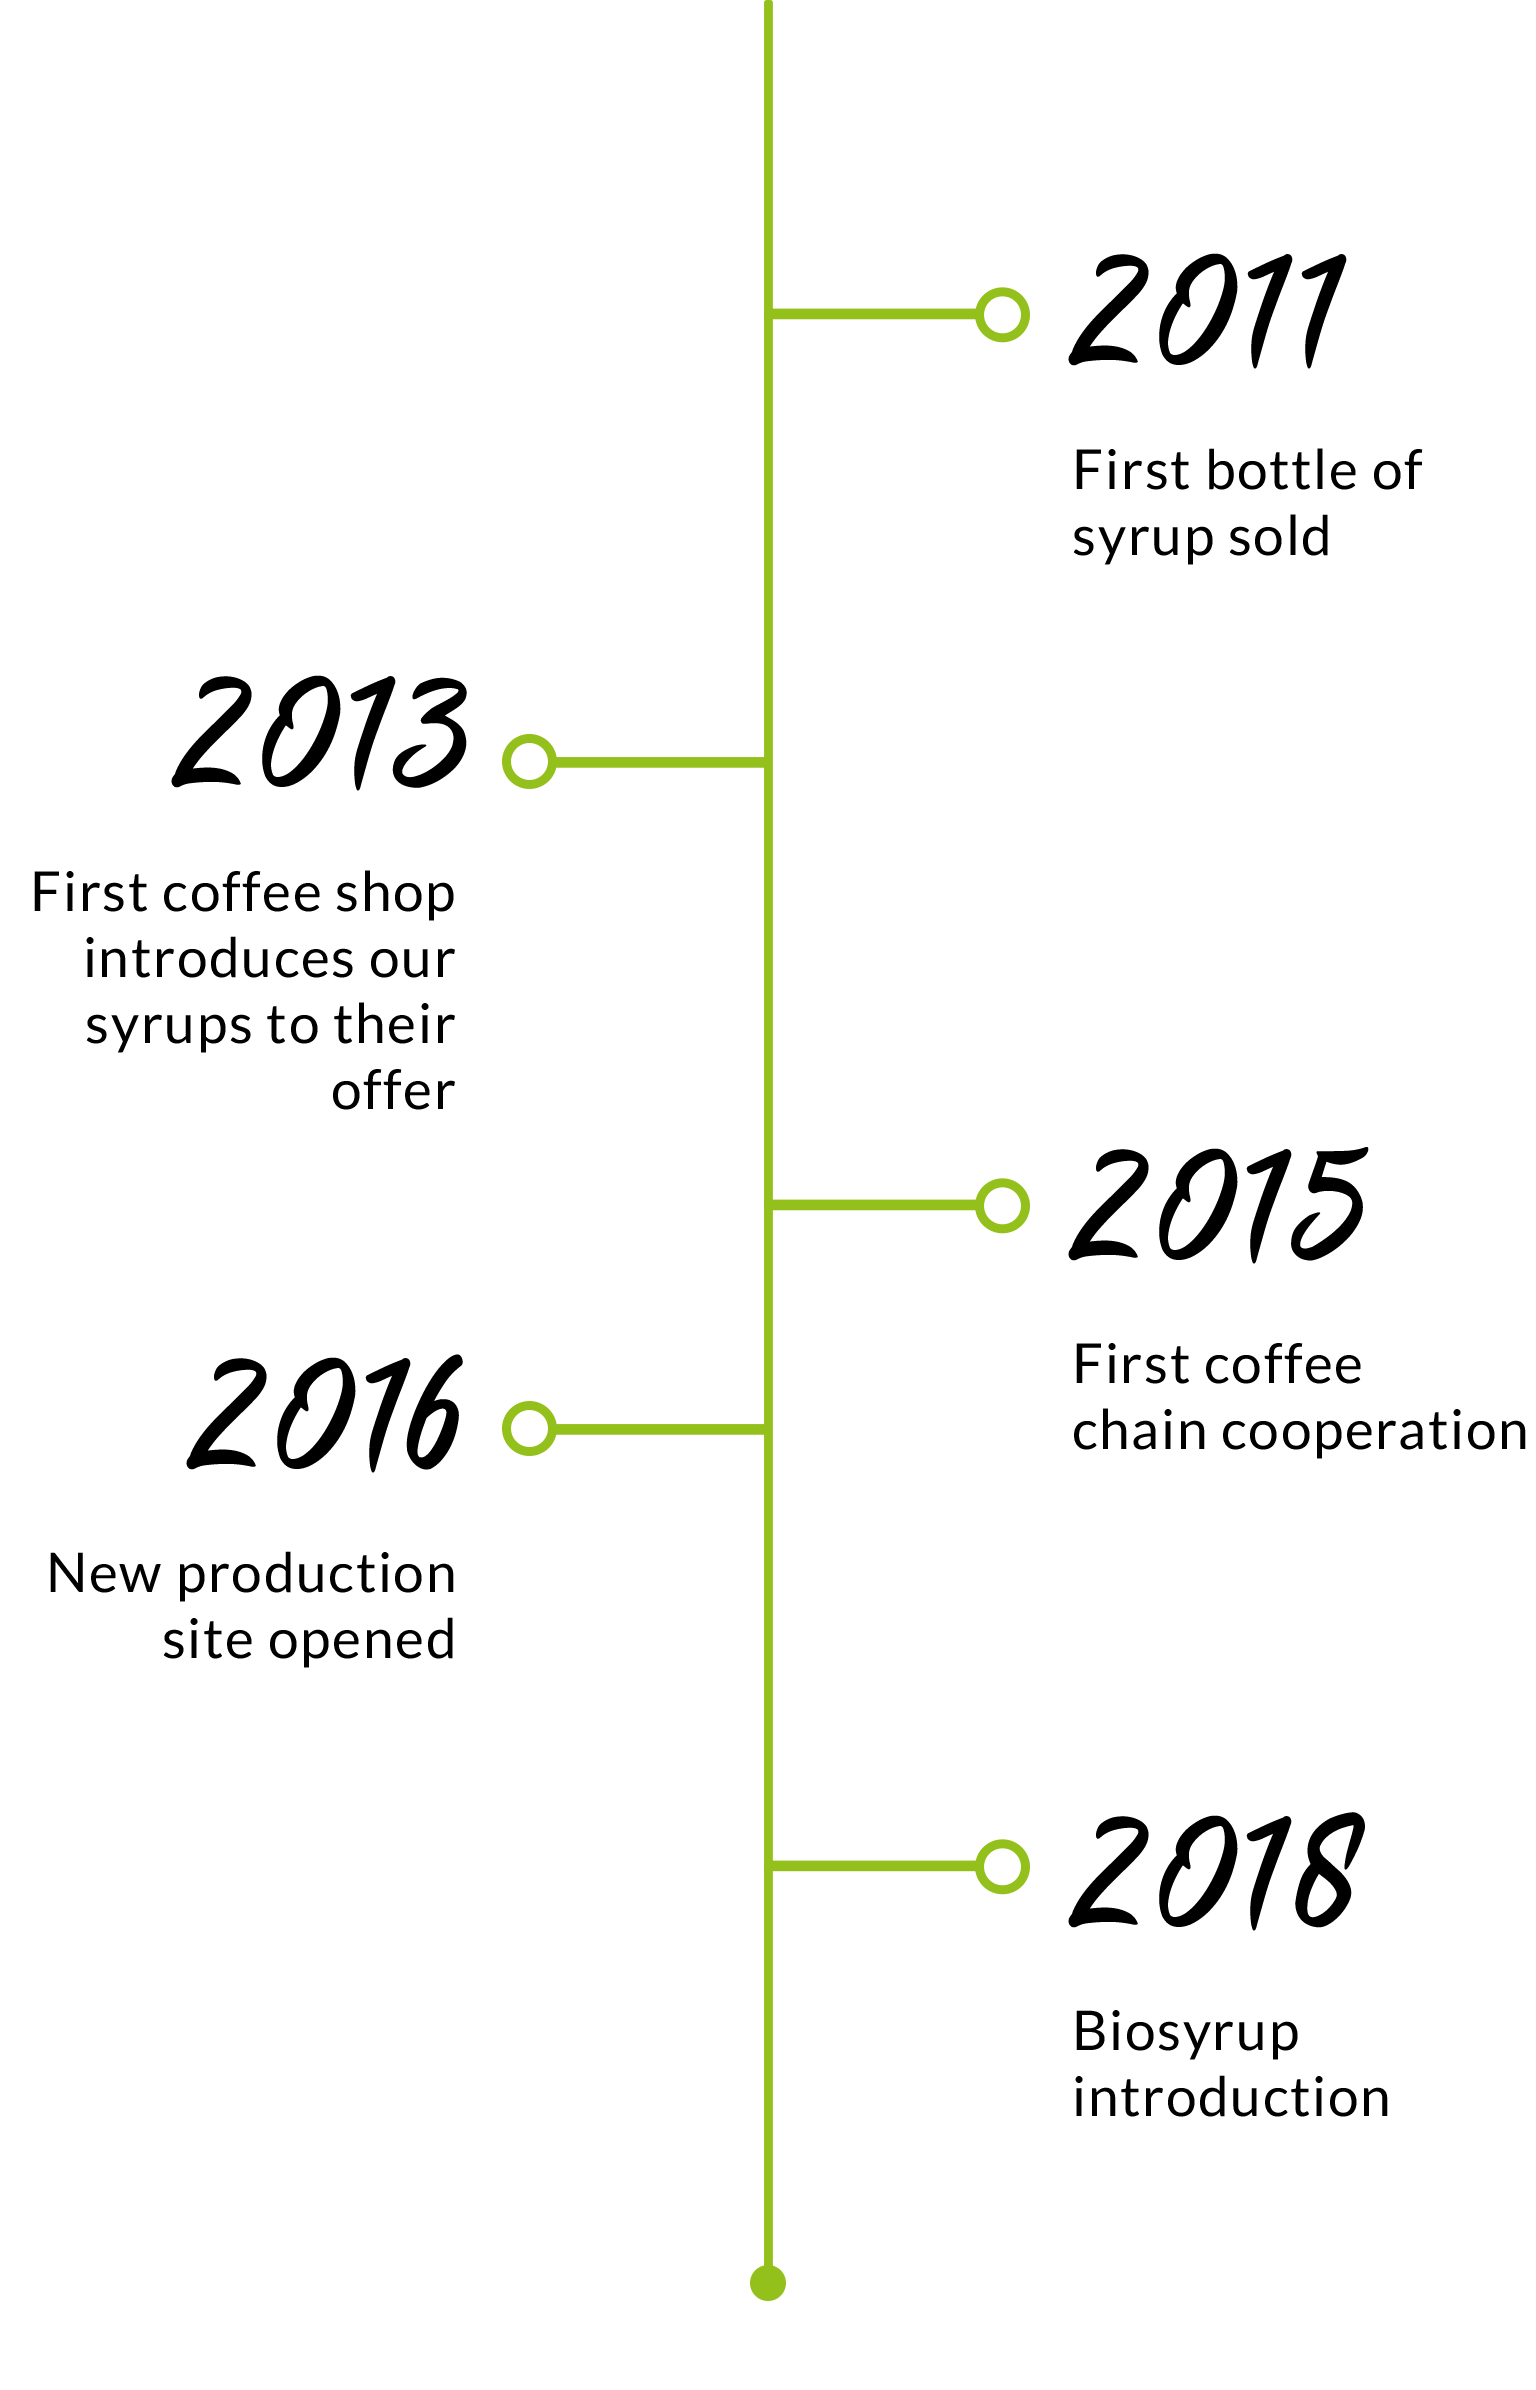 2011
First bottle of
syrup sold
2013
First coffee shop
introduces our
syrups to their
offer
2015
First coffee
chain cooperation
2016
New production
site opened
2018
Biosyrup
introduction